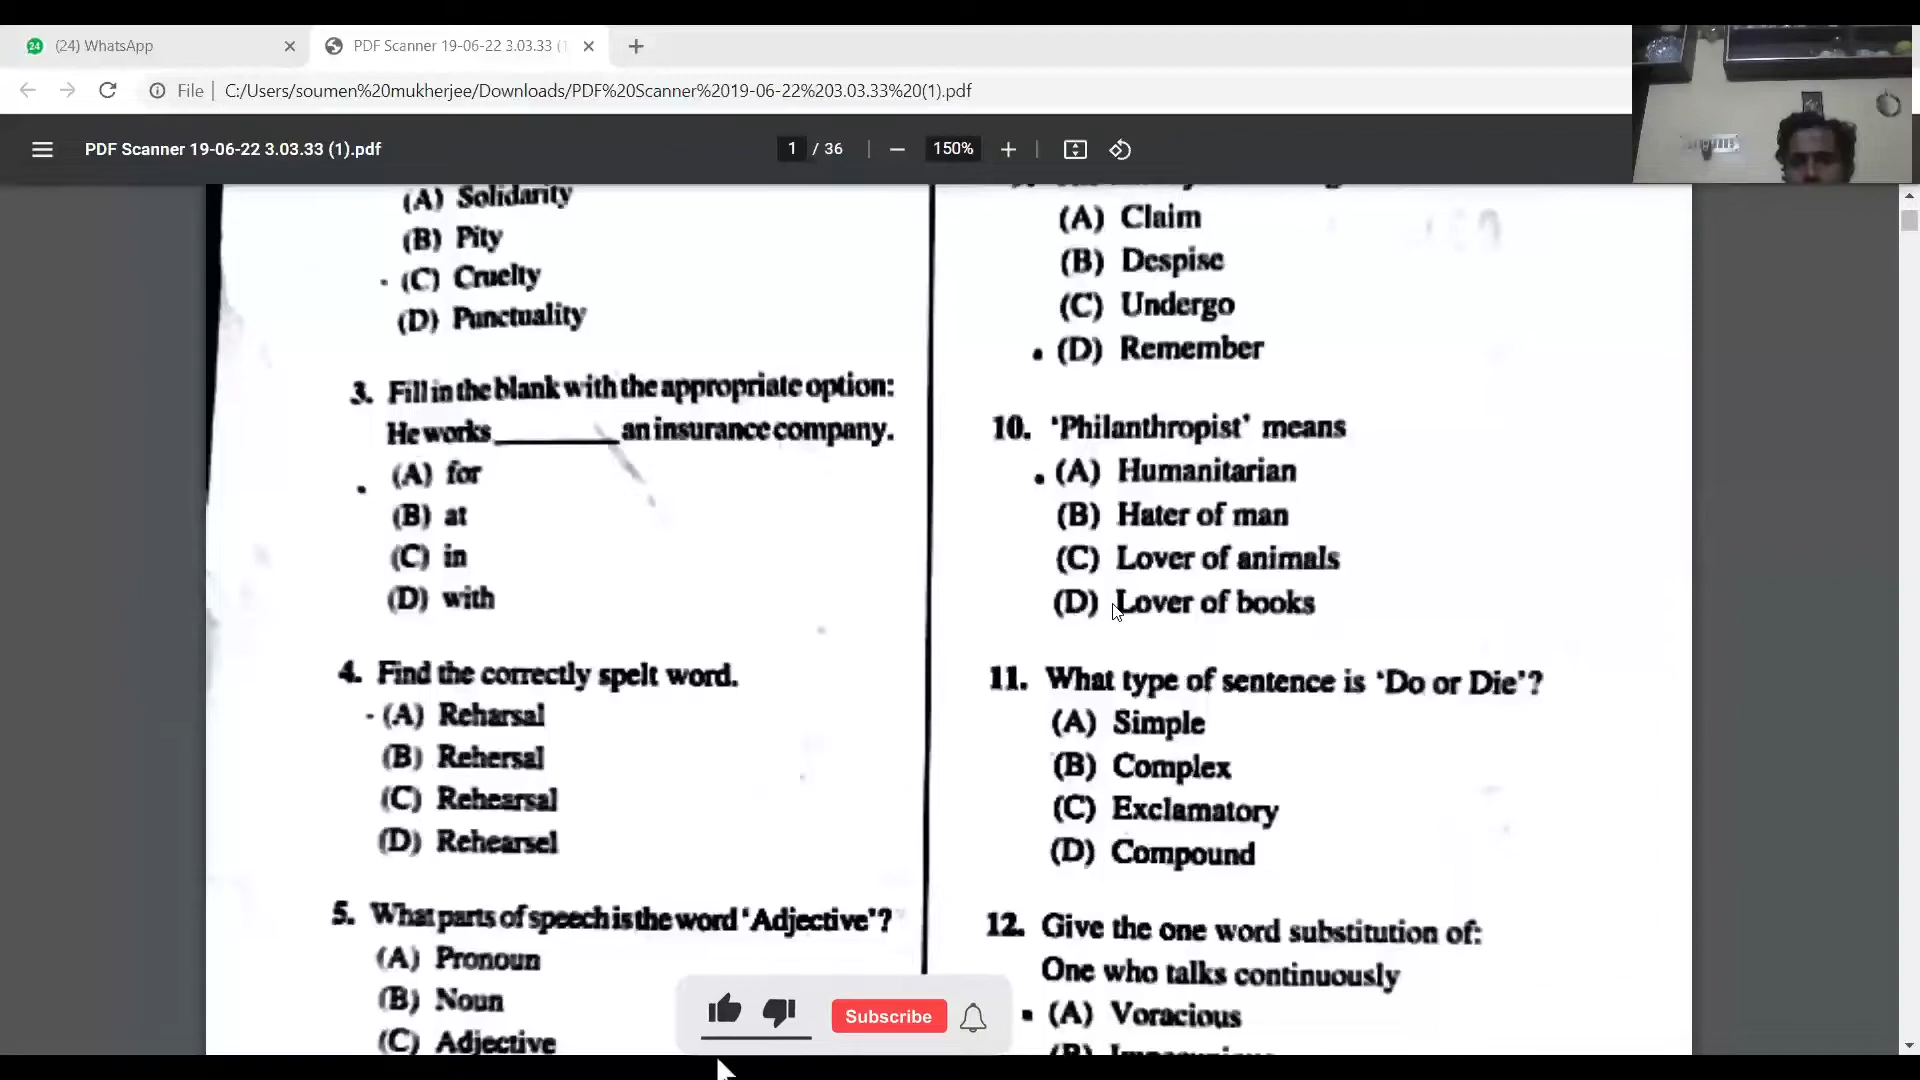 24
(24) WhatsApp
PDF Scanner 19-06-22 3.03.33 (
File
C:/Users/soumen%20mukherjee/Downloads/PDF%20Scanner%2019-06-22%203.03.33%20(1).pdf
PDF Scanner 19-06-22 3.03.33 (1).pdf
1 / 36
150%
(A) Solidarity
(B) Pity
(C) Cruelty
(D) Punctuality
3. Fill in the blank with the appropriate option:
He works ________ an insurance company.
(A) for
(B) at
(C) in
(D) with
4. Find the correctly spelt word.
(A) Reharsal
(B) Rehersal
(C) Rehearsal
(D) Rehearsel
5. What parts of speech is the word 'Adjective'?
(A) Pronoun
(B) Noun
(C) Adjective
(A) Claim
(B) Despise
(C) Undergo
(D) Remember
10. 'Philanthropist' means
(A) Humanitarian
(B) Hater of man
(C) Lover of animals
(D) Lover of books
11. What type of sentence is 'Do or Die'?
(A) Simple
(B) Complex
(C) Exclamatory
(D) Compound
12. Give the one word substitution of:
One who talks continuously
(A) Voracious
(B)
Subscribe